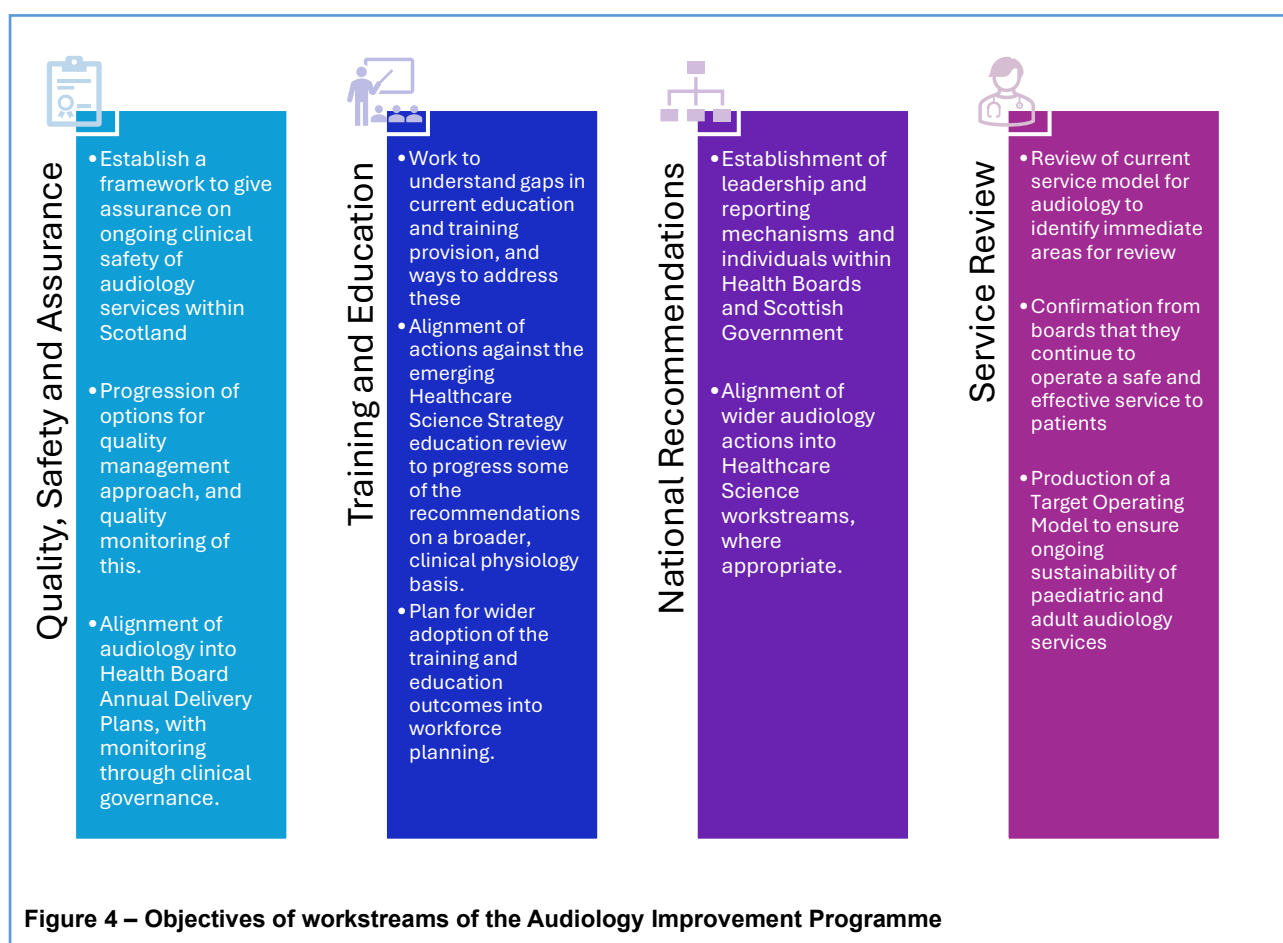 Quality, Safety and Assurance
•Establish a
framework to give
assurance on
ongoing clinical
safety of
audiology
services within
Scotland
•Progression of
options for
quality
management
approach, and
quality
monitoring of
this.
•Alignment of
audiology into
Health Board
Annual Delivery
Plans, with
monitoring
through clinical
governance.
Training and Education
•Work to
understand gaps in
current education
and training
provision, and
ways to address
these
•Alignment of
actions against the
emerging
Healthcare
Science Strategy
education review
to progress some
of the
recommendations
on a broader,
clinical physiology
basis.
•Plan for wider
adoption of the
training and
education
outcomes into
workforce
planning.
National Recommendations
•Establishment of
leadership and
reporting
mechanisms and
individuals within
Health Boards
and Scottish
Government
•Alignment of
wider audiology
actions into
Healthcare
Science
workstreams,
where
appropriate.
Service Review
•Review of current
service model for
audiology to
identify immediate
areas for review
•Confirmation from
boards that they
continue to
operate a safe and
effective service to
patients
•Production of a
Target Operating
Model to ensure
ongoing
sustainability of
paediatric and
adult audiology
services
Figure 4 – Objectives of workstreams of the Audiology Improvement Programme